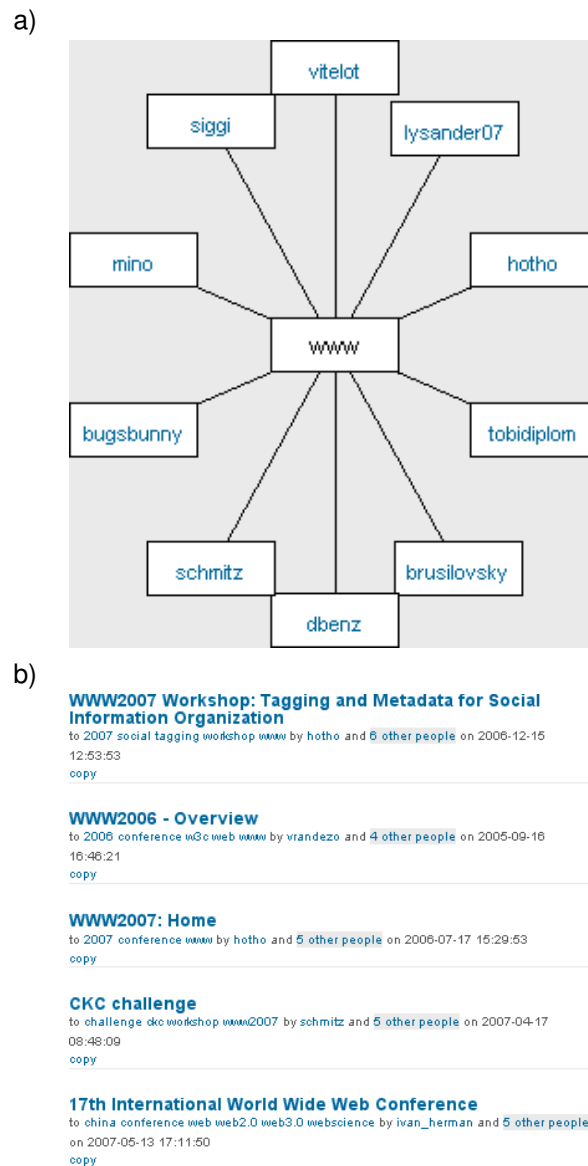 a)
vitelot
siggi
lysander07
mino
hotho
www
bugsbunny
tobidiplom
schmitz
brusilovsky
dbenz
b)
WWW2007 Workshop: Tagging and Metadata for Social
Information Organization
to 2007 social tagging workshop www by hotho and 6 other people on 2006-12-15
12:53:53
copy
WWW2006 - Overview
to 2006 conference w3c web www by vrandezo and 4 other people on 2005-09-16
16:46:21
copy
WWW2007: Home
to 2007 conference www by hotho and 5 other people on 2006-07-17 15:29:53
copy
CKC challenge
to challenge ckc workshop www2007 by schmitz and 5 other people on 2007-04-17
08:48:09
copy
17th International World Wide Web Conference
to china conference web web2.0 web3.0 webscience by ivan_herman and 5 other people
on 2007-05-13 17:11:50
copy